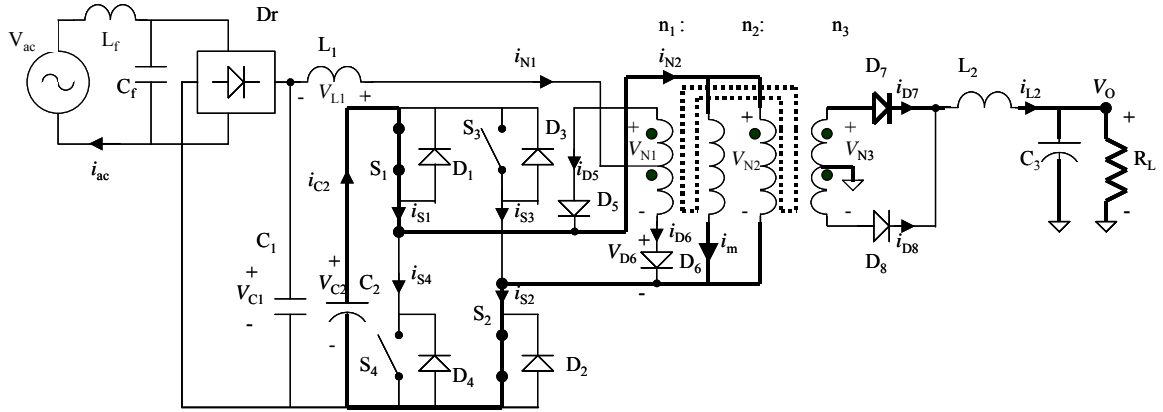 Dr
n1:
n2:
n3
Vac
Lf
Cf
iac
L1
-
VL1
+
iN1
iN2
D7
iD7
L2
iL2
VO
S3
D3
S1
D1
iC2
iS1
iS3
iD5
D5
+
VN1
-
+
VN2
-
+
VN3
-
iD6
+
VD6
-
D6
im
iD8
D8
C3
+
RL
-
C1
+
VC1
-
+
VC2
-
C2
iS4
iS2
S2
S4
D4
D2